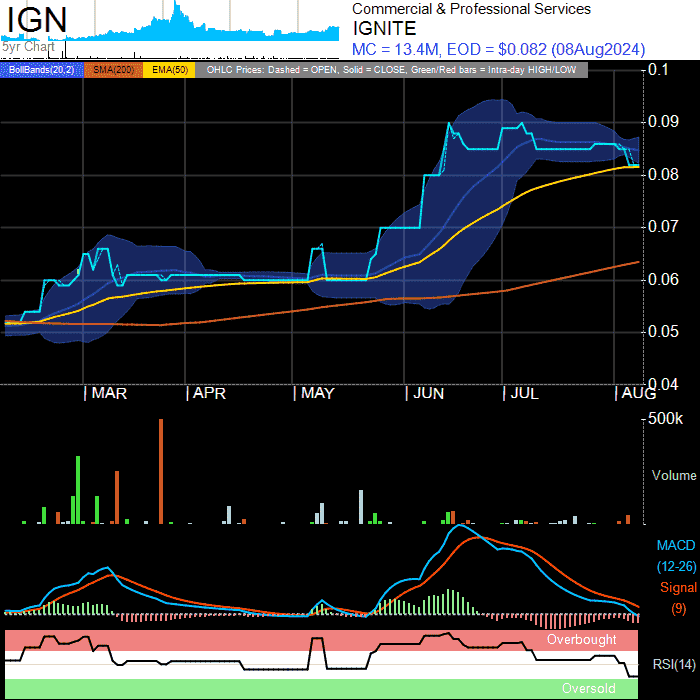 IGN
5yr Chart
Commercial & Professional Services
IGNITE
MC = 13.4M, EOD = $0.082 (08Aug2024)
BollBands(20,2) SMA(200) EMA(50) OHLC Prices: Dashed = OPEN, Solid = CLOSE, Green/Red bars = Intra-day HIGH/LOW
0.1
0.09
0.08
0.07
0.06
0.05
0.04
MAR APR MAY JUN JUL AUG
500k
Volume
MACD
(12-26)
Signal
(9)
Overbought
RSI(14)
Oversold